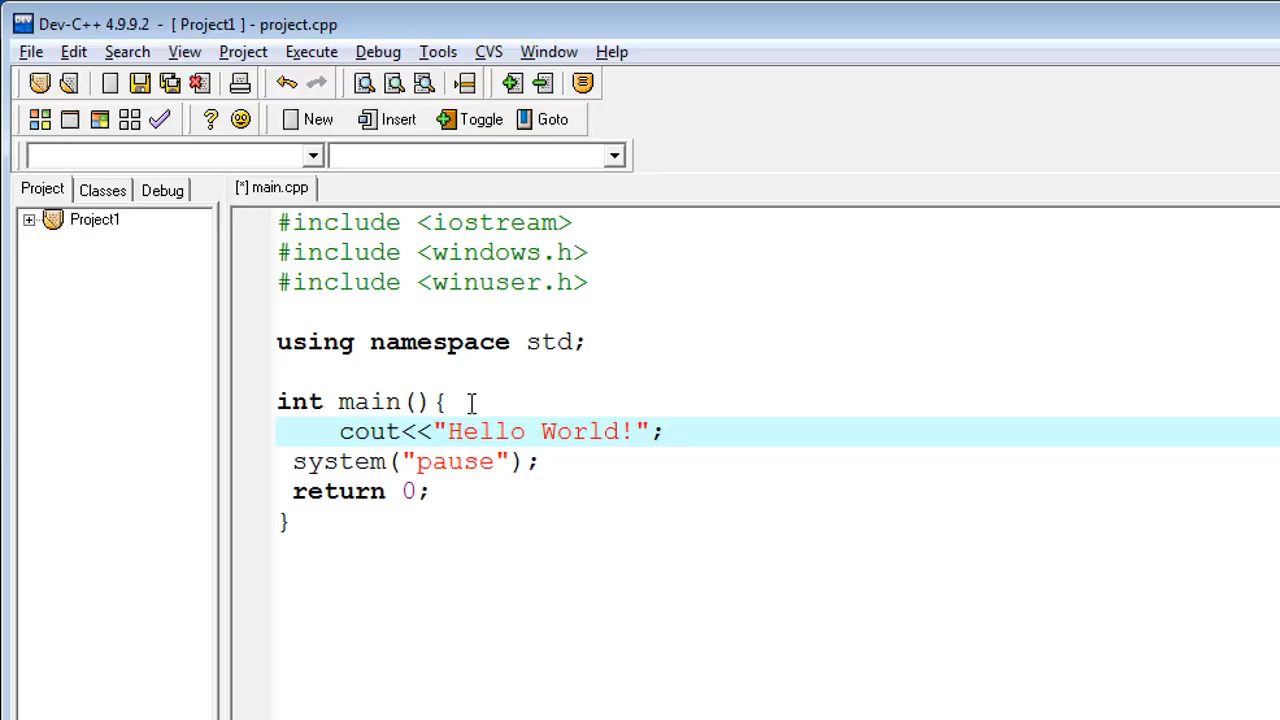 Dev-C++ 4.9.9.2 - [ Project1 ] - project.cpp
File Edit Search View Project Execute Debug Tools CVS Window Help
New Insert Toggle Goto
Project Classes Debug [*] main.cpp
Project1
#include <iostream>
#include <windows.h>
#include <winuser.h>
using namespace std;
int main(){
cout<<"Hello World!";
system("pause");
return 0;
}